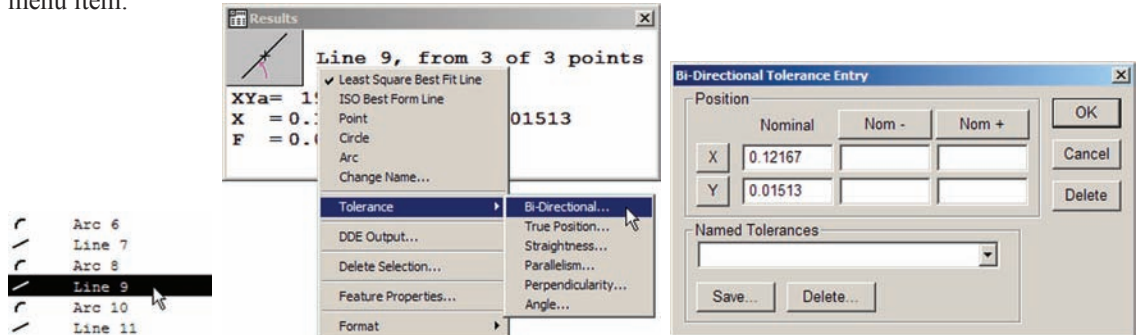 menu item.
Results
Line 9, from 3 of 3 points
XYa= 1
X = 0.
01513
F = 0.
Least Square Best Fit Line
ISO Best Form Line
Point
Circle
Arc
Change Name...
Tolerance
DDE Output...
Delete Selection...
Feature Properties...
Format
Bi-Directional...
True Position...
Straightness...
Parallelism...
Perpendicularity...
Angle...
Arc 6
Line 7
Arc 8
Line 9
Arc 10
Line 11
Bi-Directional Tolerance Entry
Position
Nominal Nom - Nom +
X 0.12167
Y 0.01513
OK
Cancel
Delete
Named Tolerances
Save... Delete...